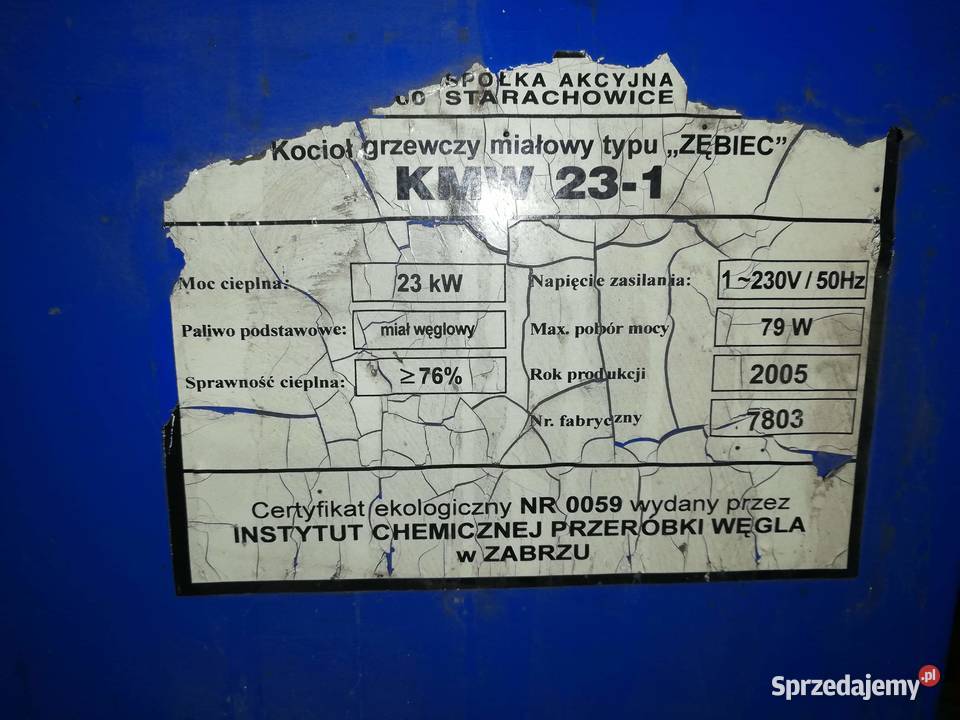 SPÓŁKA AKCYJNA
00 STARACHOWICE
Kocioł grzewczy miałowy typu „ZĘBIEC”
KMW 23-1
Moc cieplna: 23 kW Napięcie zasilania: 1 ~230V / 50Hz
Paliwo podstawowe: miał węglowy Max. pobór mocy 79 W
Sprawność cieplna: ≥ 76% Rok produkcji 2005
Nr. fabryczny 7803
Certyfikat ekologiczny NR 0059 wydany przez
INSTYTUT CHEMICZNEJ PRZERÓBKI WĘGLA
w ZABRZU
Sprzedajemy.pl